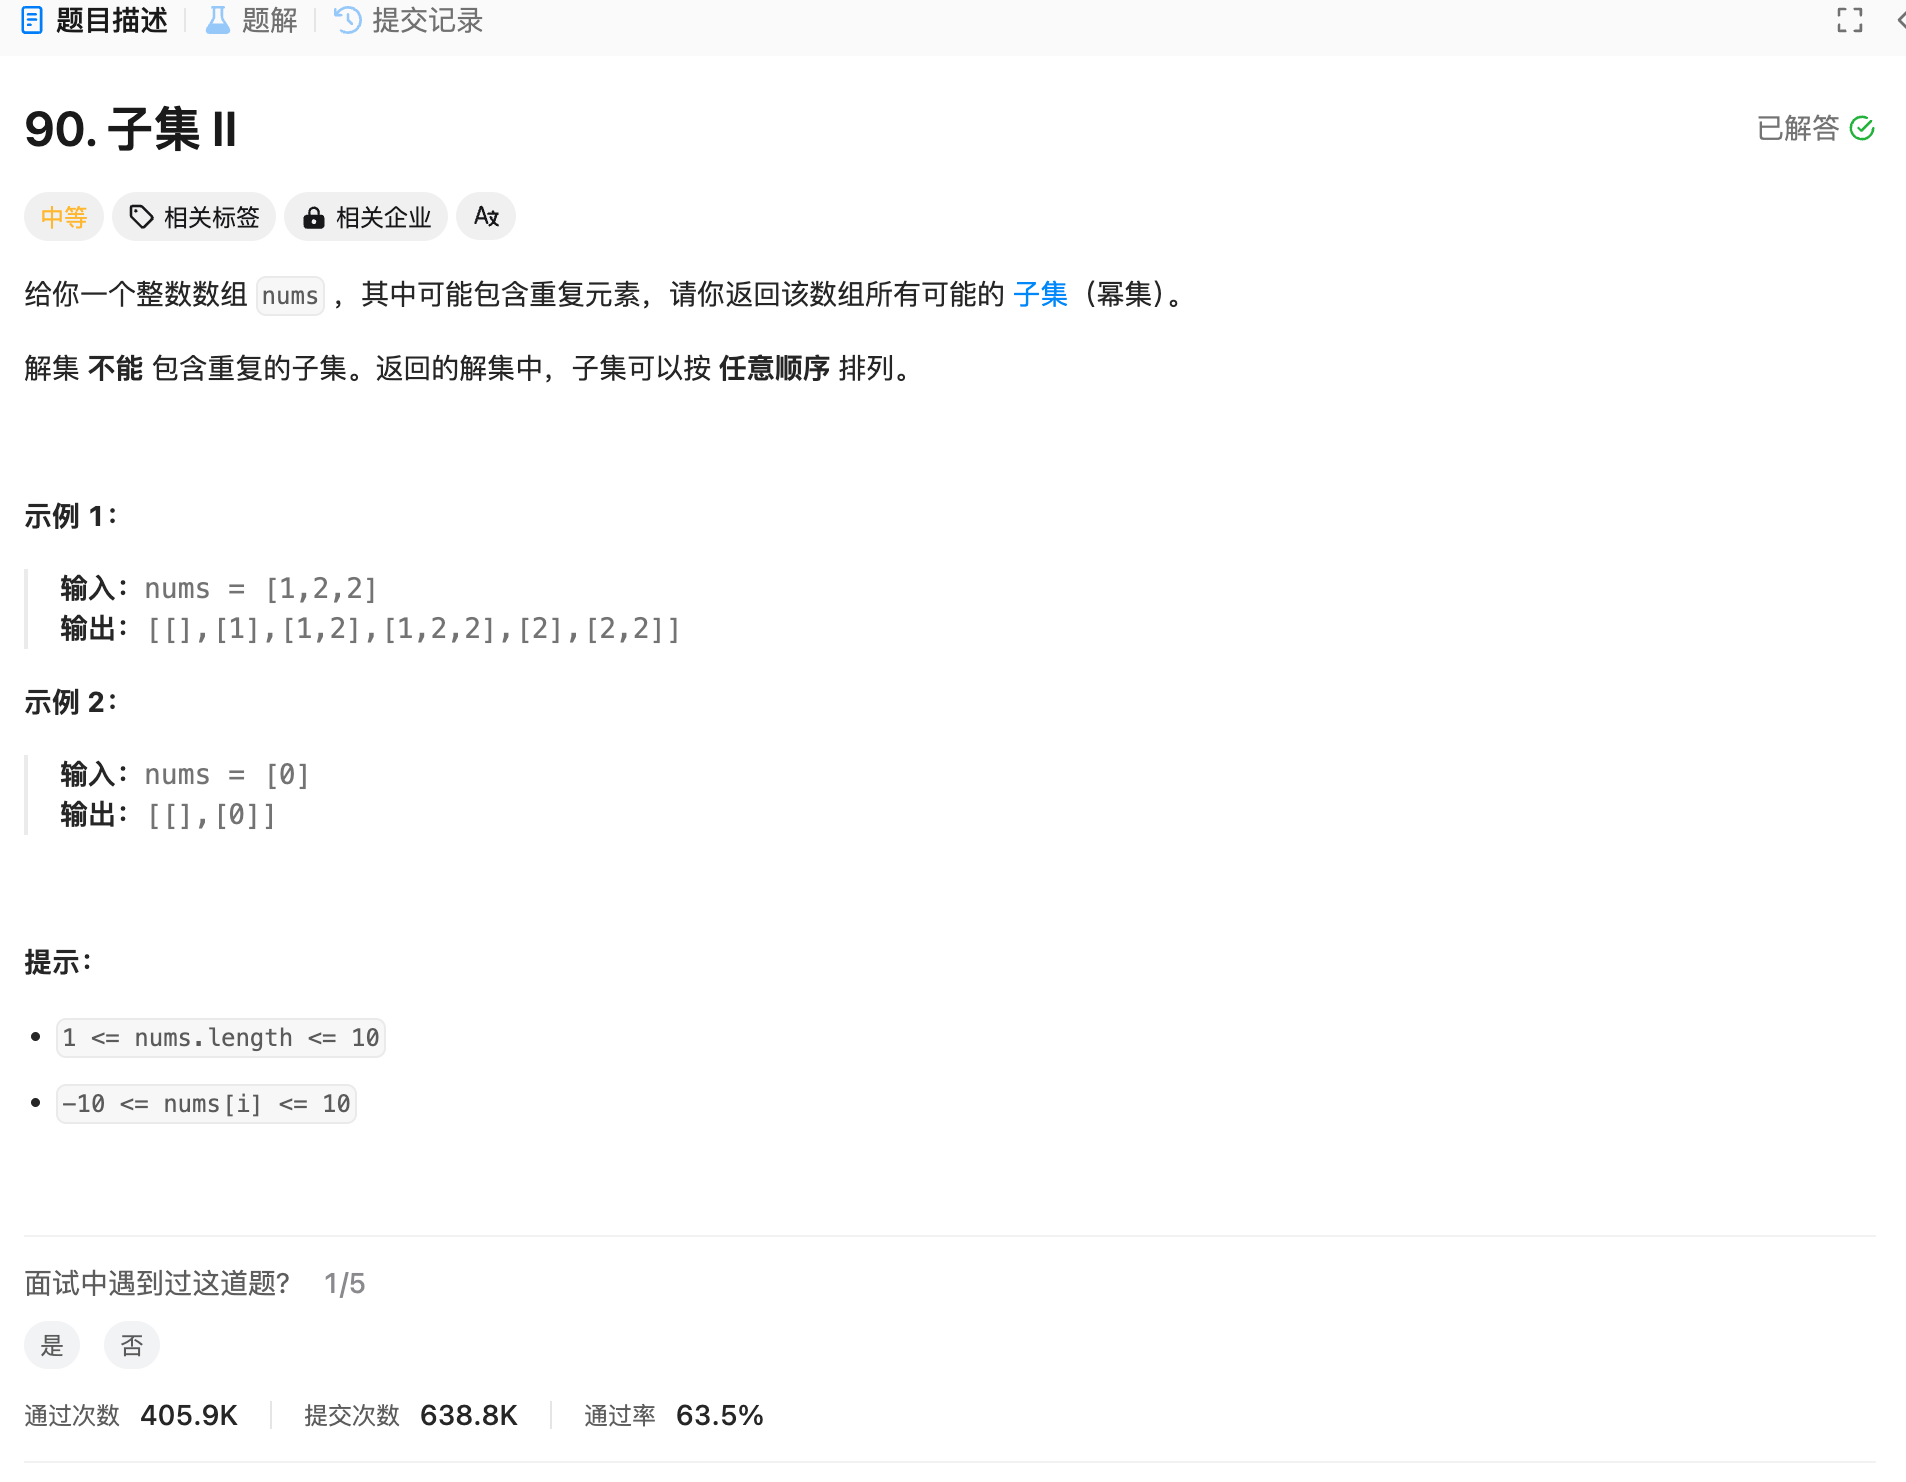 题目描述 题解 提交记录
90. 子集 II
已解答
中等 相关标签 相关企业
给你一个整数数组 nums ，其中可能包含重复元素，请你返回该数组所有可能的 子集（幂集）。
解集 不能 包含重复的子集。返回的解集中，子集可以按 任意顺序 排列。
示例 1：
输入：nums = [1,2,2]
输出：[[],[1],[1,2],[1,2,2],[2],[2,2]]
示例 2：
输入：nums = [0]
输出：[[],[0]]
提示：
1 <= nums.length <= 10
-10 <= nums[i] <= 10
面试中遇到过这道题? 1/5
是 否
通过次数 405.9K 提交次数 638.8K 通过率 63.5%